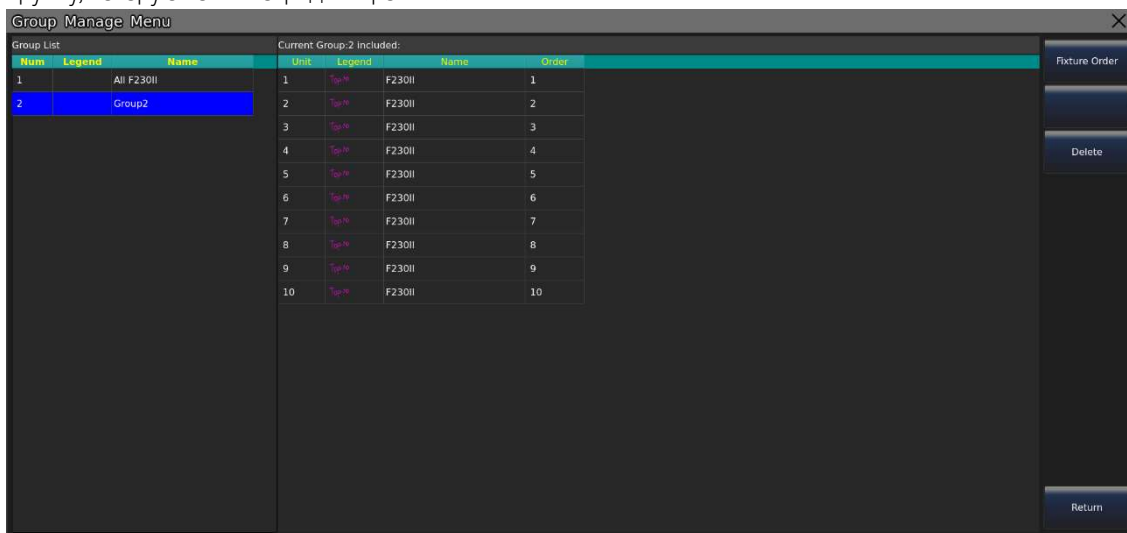 Group Manage Menu
Group List
Current Group:2 included:
Num Legend Name
Unit Legend Name Order
1 All F230II
2 Group2
1 F230II 1
2 F230II 2
3 F230II 3
4 F230II 4
5 F230II 5
6 F230II 6
7 F230II 7
8 F230II 8
9 F230II 9
10 F230II 10
Fixture Order
Delete
Return